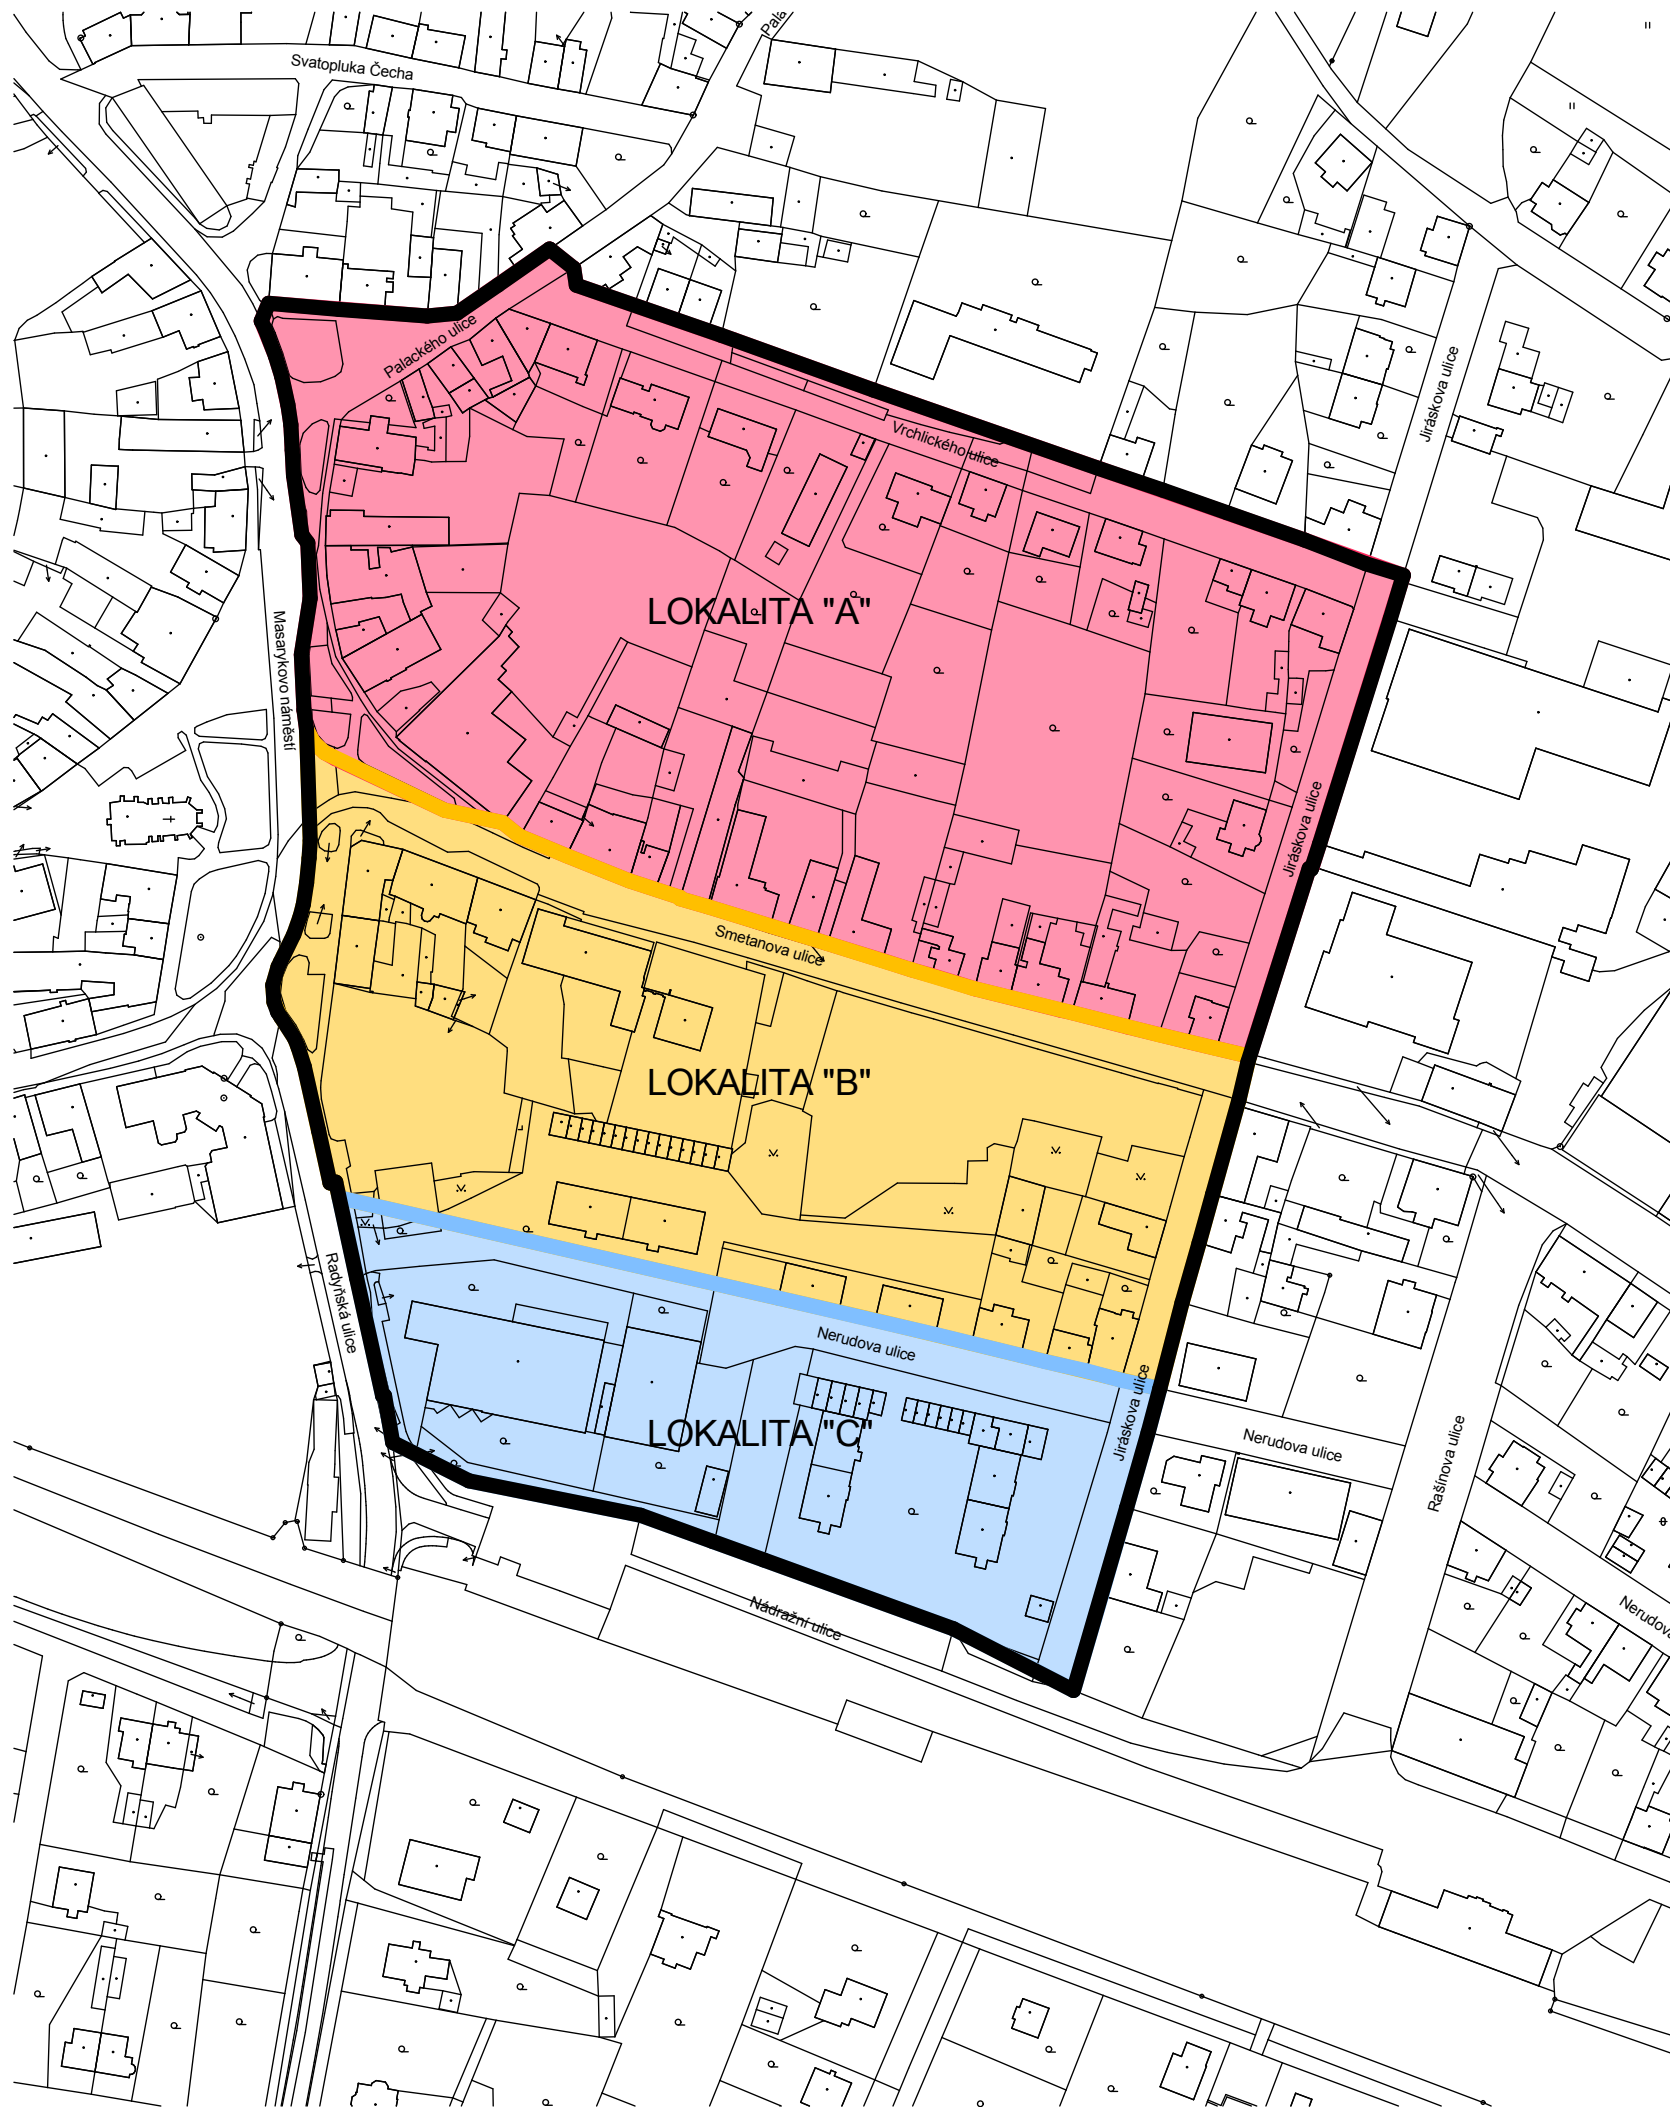 Svatopluka Čecha
Palackého ulice
Vrchlického ulice
Jiráskova ulice
LOKALITA "A"
Masarykovo náměstí
Jiráskova ulice
Smetanova ulice
LOKALITA "B"
Radyňská ulice
Nerudova ulice
Jiráskova ulice
LOKALITA "C"
Nerudova ulice
Rašínova ulice
Nádražní ulice
Nerudova